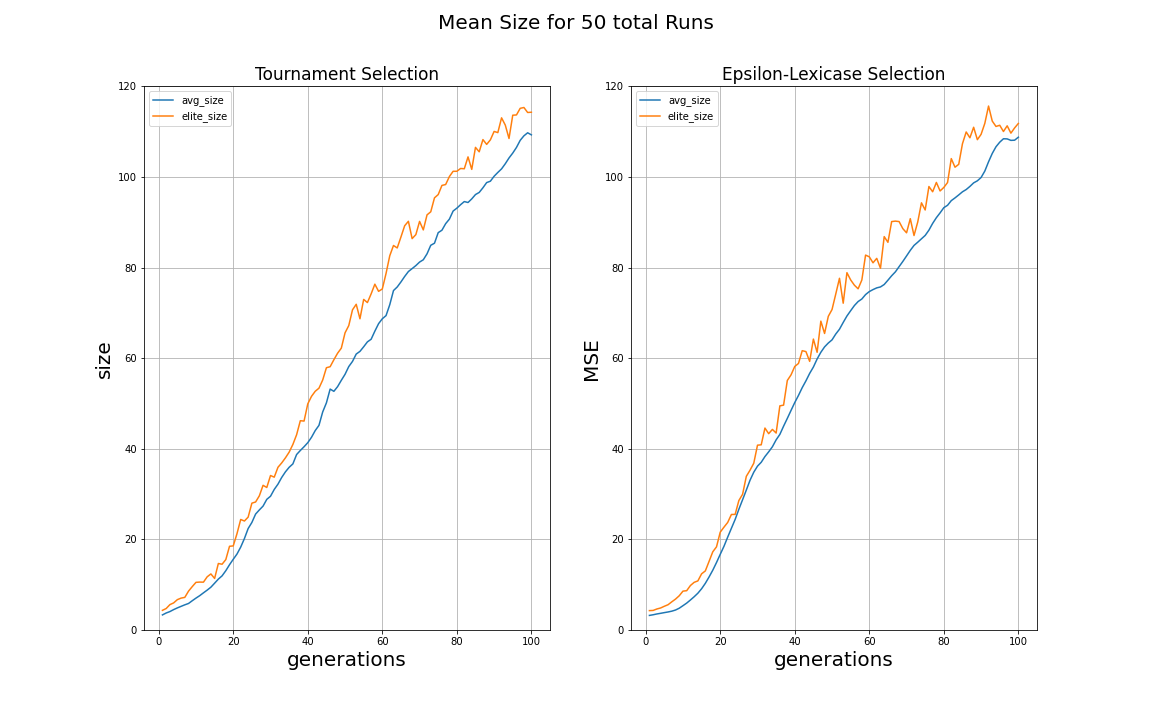 Mean Size for 50 total Runs
Tournament Selection
avg_size
elite_size
120
100
80
60
40
20
0
size
0 20 40 60 80 100
generations
Epsilon-Lexicase Selection
avg_size
elite_size
120
100
80
60
40
20
0
MSE
0 20 40 60 80 100
generations